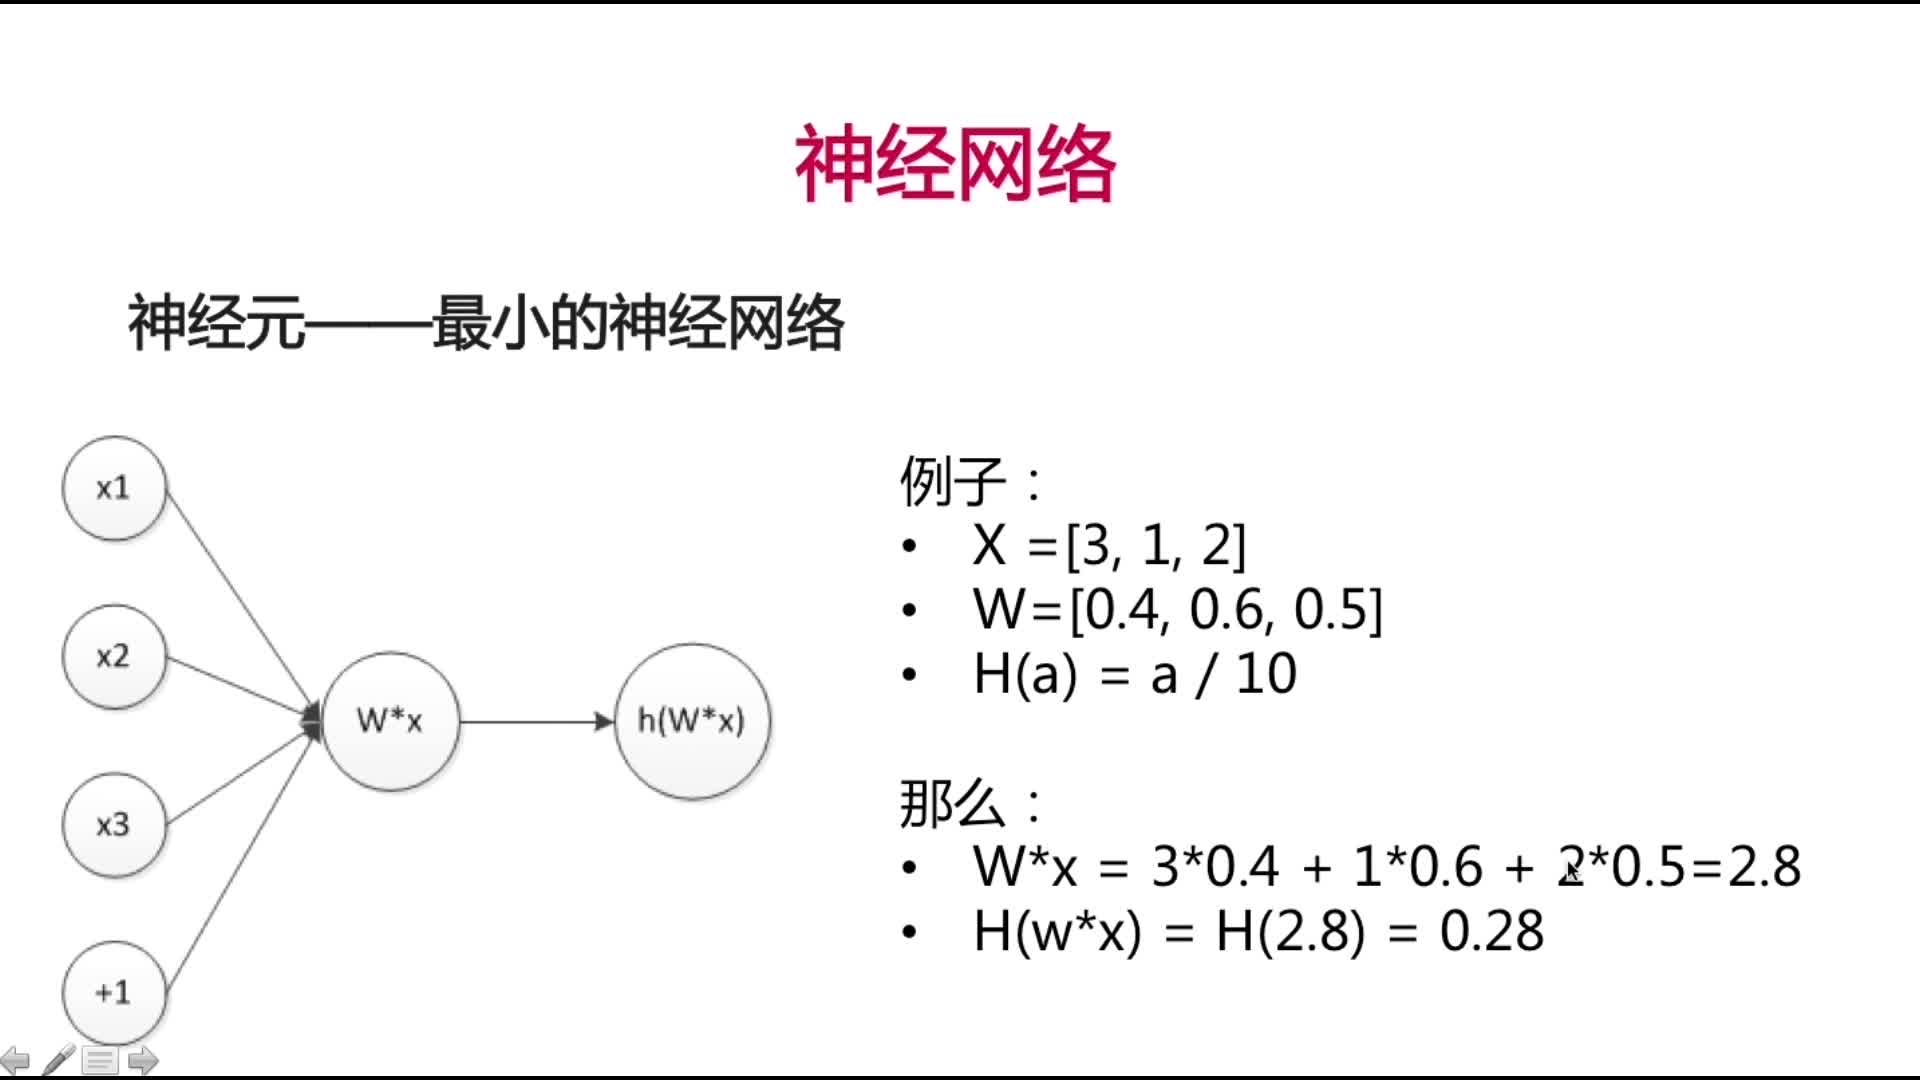 神经网络
神经元——最小的神经网络
x1
x2
x3
+1
W*x
h(W*x)
例子：
• X =[3, 1, 2]
• W=[0.4, 0.6, 0.5]
• H(a) = a / 10
那么：
• W*x = 3*0.4 + 1*0.6 + 2*0.5=2.8
• H(w*x) = H(2.8) = 0.28